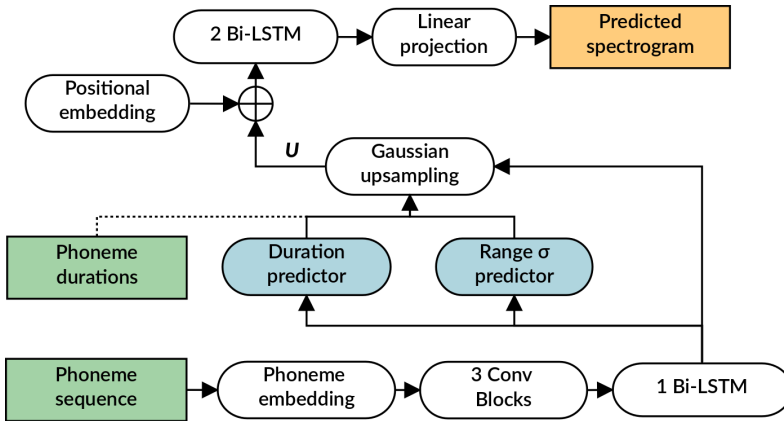 2 Bi-LSTM
Linear
projection
Predicted
spectrogram
Positional
embedding
U
Gaussian
upsampling
Phoneme
durations
Duration
predictor
Range σ
predictor
Phoneme
sequence
Phoneme
embedding
3 Conv
Blocks
1 Bi-LSTM